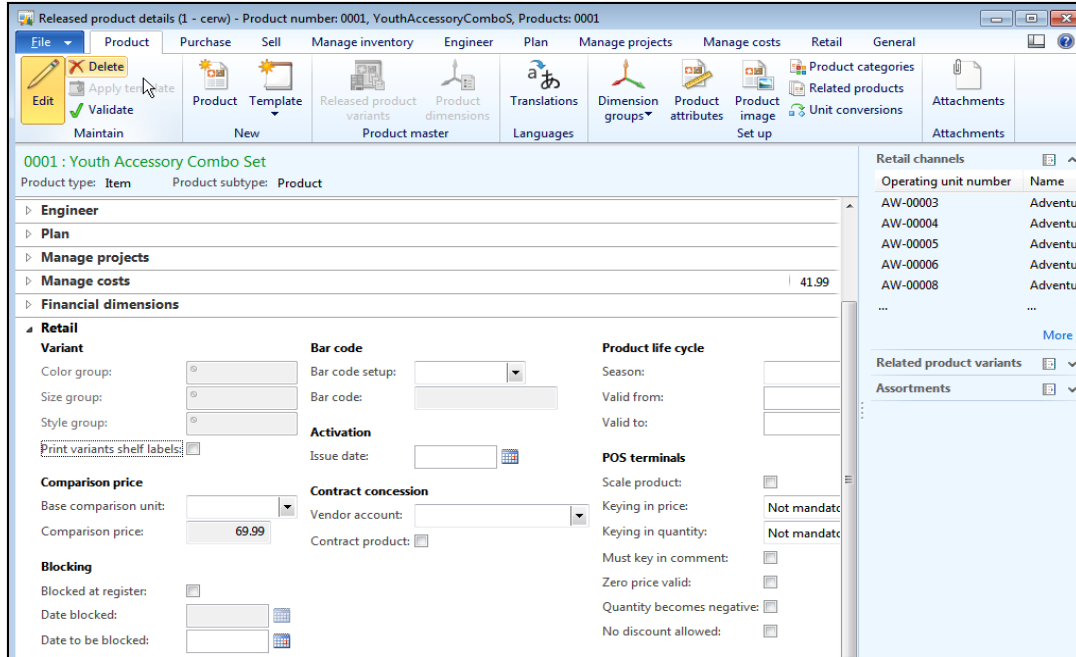 Released product details (1 - cerw) - Product number: 0001, YouthAccessoryComboS, Products: 0001
File Product Purchase Sell Manage inventory Engineer Plan Manage projects Manage costs Retail General
Edit
Delete
Apply template
Validate
Maintain
Product Template
New
Released product variants
Product dimensions
Product master
Translations
Languages
Dimension groups
Product attributes
Product image
Product categories
Related products
Unit conversions
Set up
Attachments
Attachments
0001 : Youth Accessory Combo Set
Product type: Item Product subtype: Product
Engineer
Plan
Manage projects
Manage costs 41.99
Financial dimensions
Retail
Variant
Color group:
Size group:
Style group:
Print variants shelf labels:
Comparison price
Base comparison unit:
Comparison price: 69.99
Blocking
Blocked at register:
Date blocked:
Date to be blocked:
Bar code
Bar code setup:
Bar code:
Activation
Issue date:
Contract concession
Vendor account:
Contract product:
Product life cycle
Season:
Valid from:
Valid to:
POS terminals
Scale product:
Keying in price: Not mandato
Keying in quantity: Not mandato
Must key in comment:
Zero price valid:
Quantity becomes negative:
No discount allowed:
Retail channels
Operating unit number Name
AW-00003 Adventu
AW-00004 Adventu
AW-00005 Adventu
AW-00006 Adventu
AW-00008 Adventu
... ...
More
Related product variants
Assortments